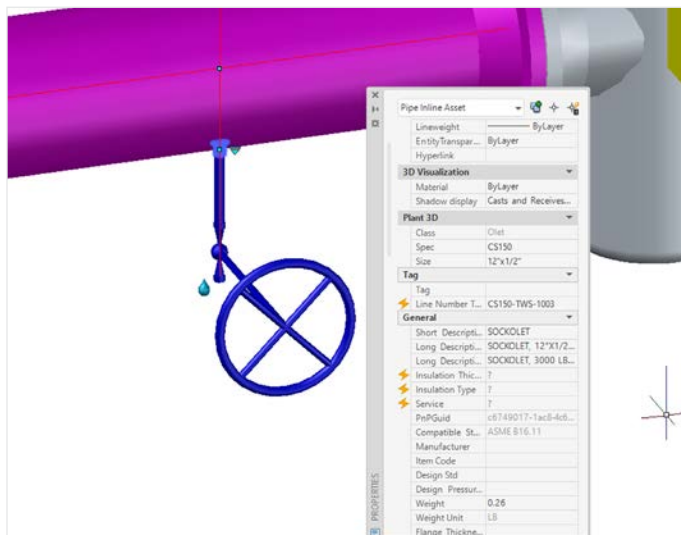 Pipe Inline Asset
Lineweight ByLayer
EntityTranspar... ByLayer
Hyperlink
3D Visualization
Material ByLayer
Shadow display Casts and Receives...
Plant 3D
Class Olet
Spec CS150
Size 12"x1/2"
Tag
Tag
Line Number T... CS150-TWS-1003
General
Short Descripti... SOCKOLET
Long Descripti... SOCKOLET, 12"X1/2...
Long Descripti... SOCKOLET, 3000 LB...
Insulation Thic... ?
Insulation Type ?
Service ?
PnPGuid c6749017-1ac8-4c6...
Compatible St... ASME B16.11
Manufacturer
Item Code
Design Std
Design Pressur...
Weight 0.26
Weight Unit LB
Flange Thickne...
PROPERTIES